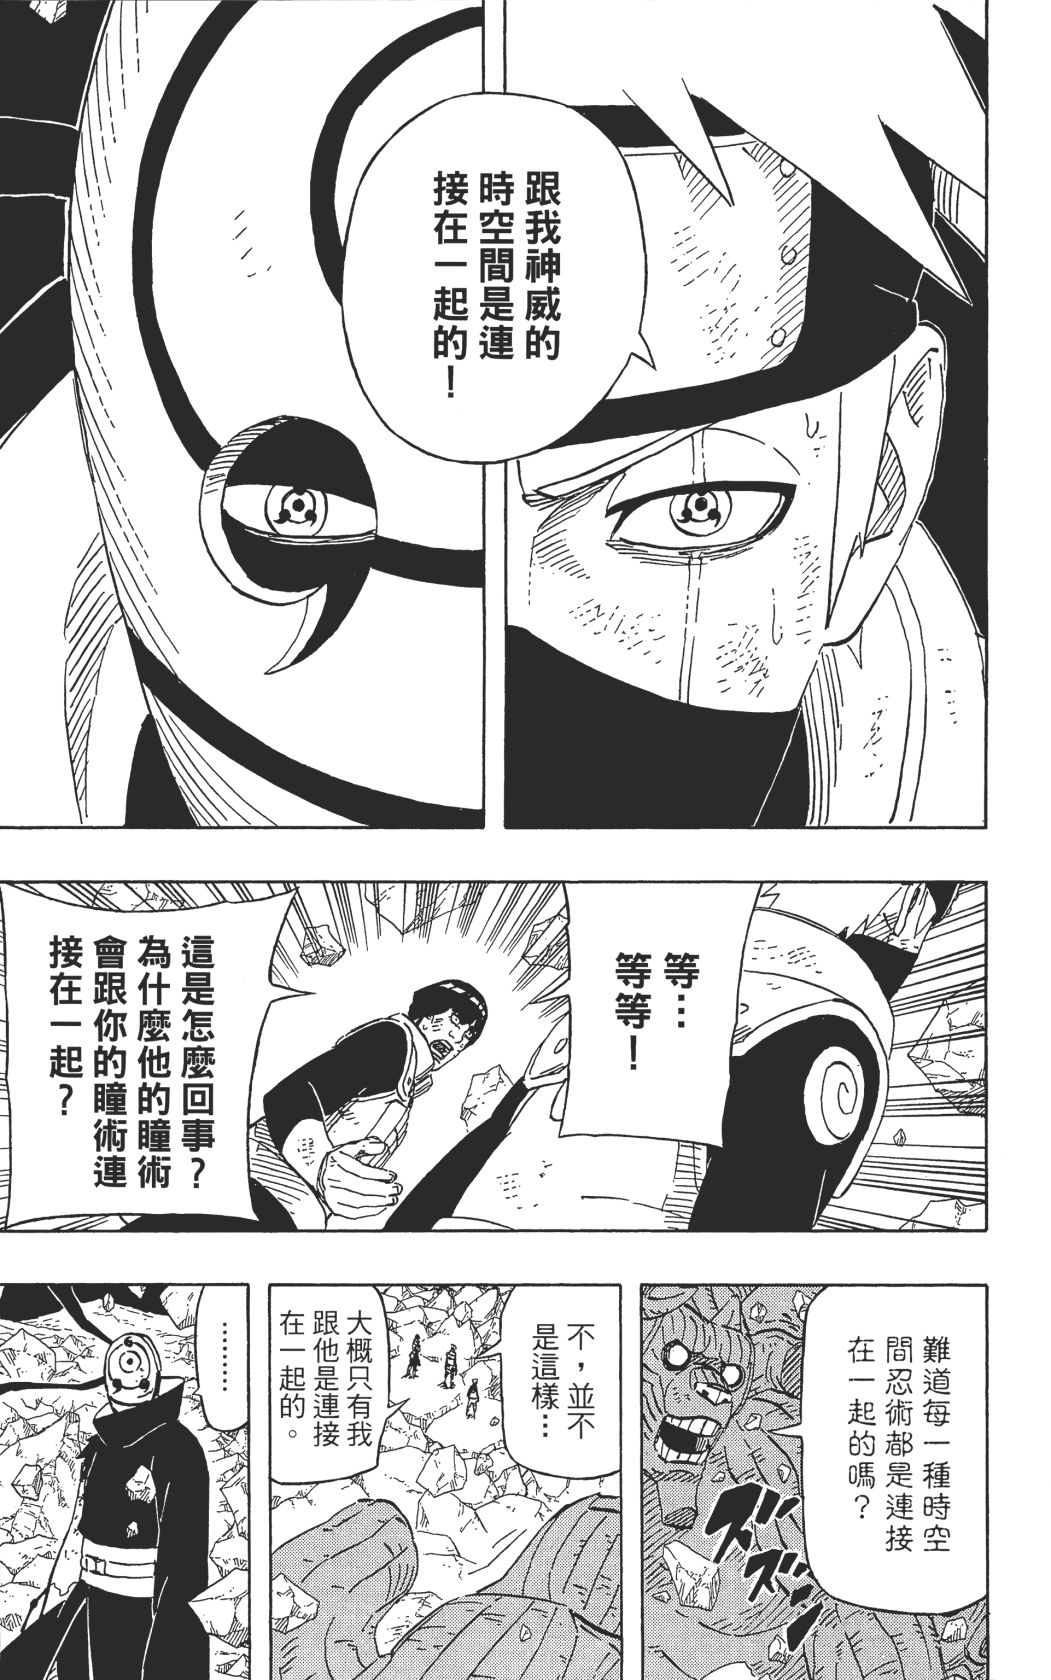 跟我神威的
時空間是連
接在一起的！
等…
等等！
這是怎麼回事？
為什麼他的瞳術
會跟你的瞳術連
接在一起？
難道每一種時空
間忍術都是連接
在一起的嗎？
ズズズ
不，並不
是這樣…
大概只有我
跟他是連接
在一起的。
………